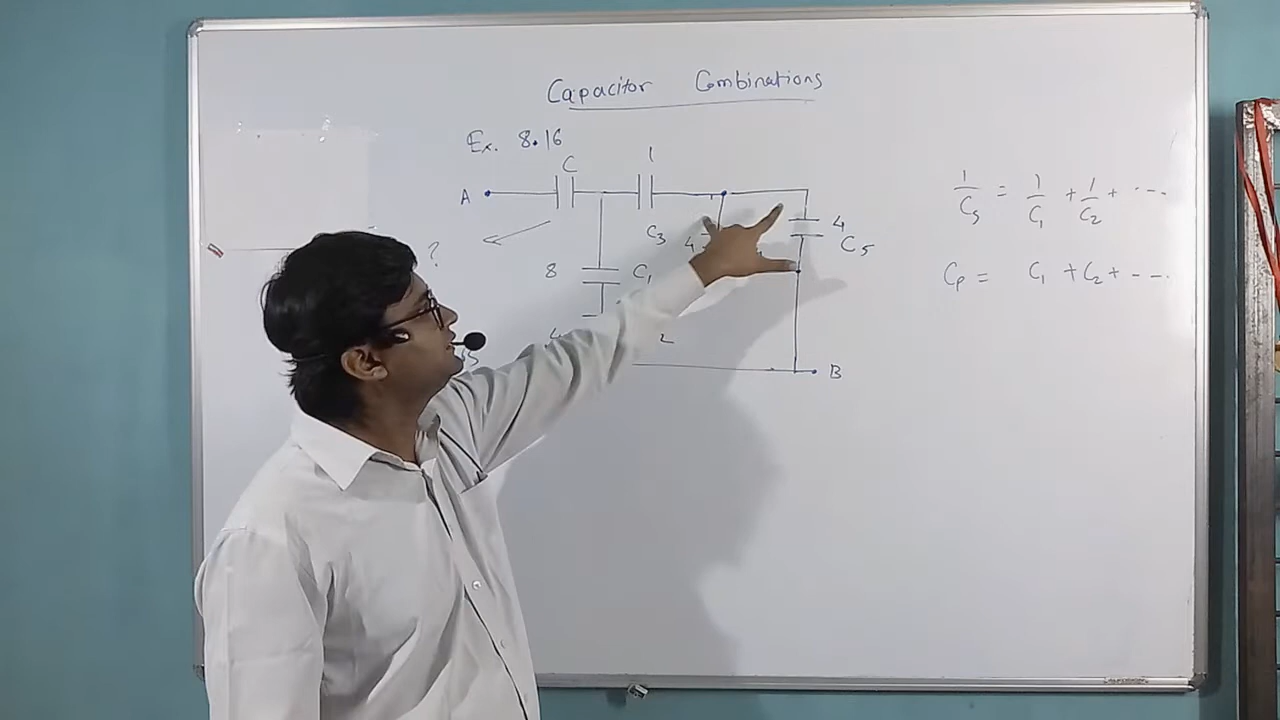 Capacitor Combinations
Ex. 8.16
A
C
1
C3
4
4
C5
8
C1
?
2
B
1/Cs = 1/C1 + 1/C2 + ---
Cp = C1 + C2 + ---